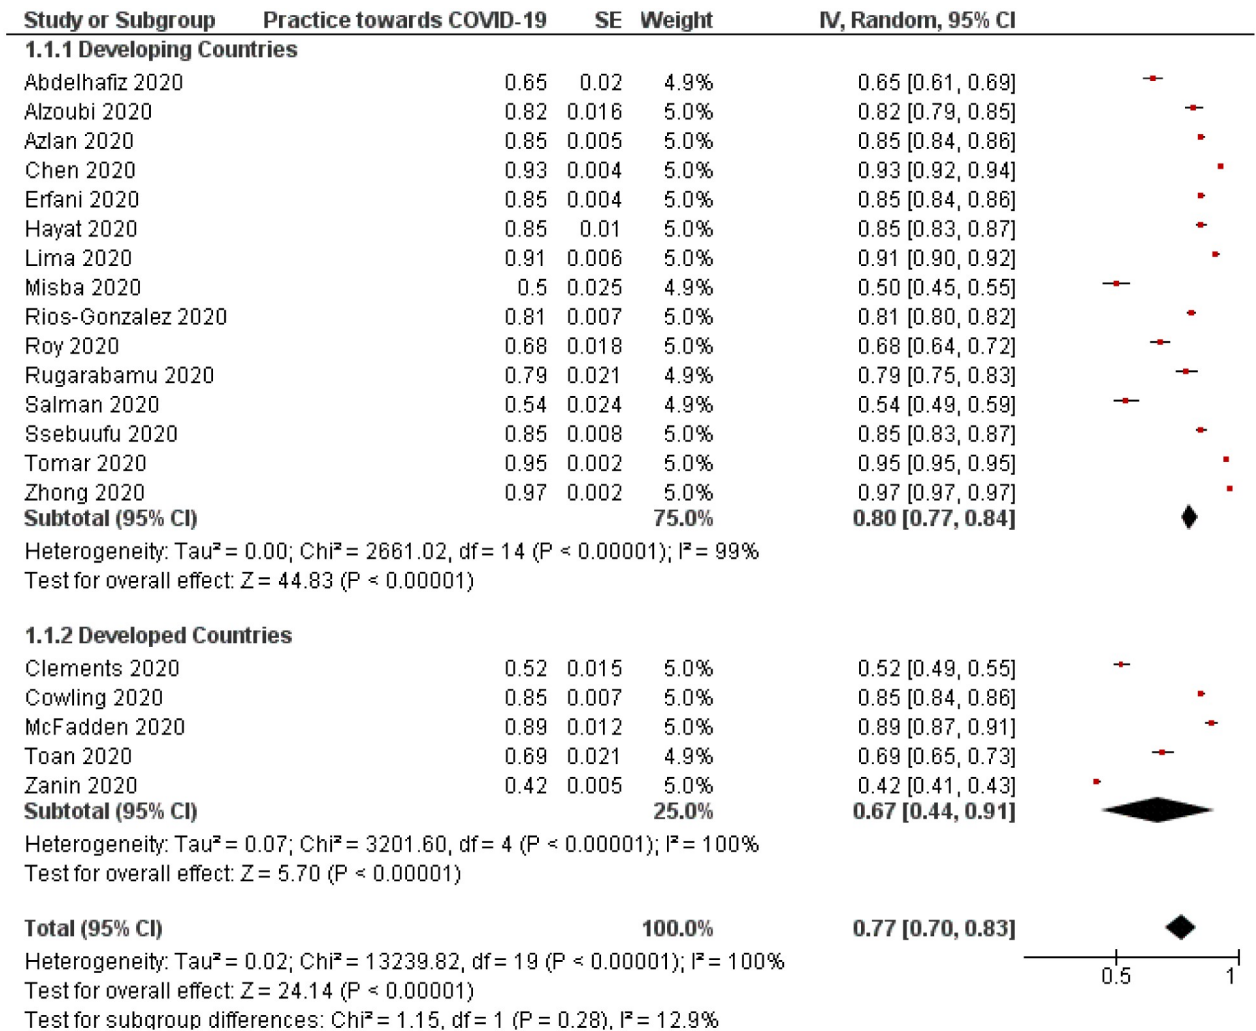 Study or Subgroup Practice towards COVID-19 SE Weight IV, Random, 95% CI
1.1.1 Developing Countries
Abdelhafiz 2020 0.65 0.02 4.9% 0.65 [0.61, 0.69]
Alzoubi 2020 0.82 0.016 5.0% 0.82 [0.79, 0.85]
Azlan 2020 0.85 0.005 5.0% 0.85 [0.84, 0.86]
Chen 2020 0.93 0.004 5.0% 0.93 [0.92, 0.94]
Erfani 2020 0.85 0.004 5.0% 0.85 [0.84, 0.86]
Hayat 2020 0.85 0.01 5.0% 0.85 [0.83, 0.87]
Lima 2020 0.91 0.006 5.0% 0.91 [0.90, 0.92]
Misba 2020 0.5 0.025 4.9% 0.50 [0.45, 0.55]
Rios-Gonzalez 2020 0.81 0.007 5.0% 0.81 [0.80, 0.82]
Roy 2020 0.68 0.018 5.0% 0.68 [0.64, 0.72]
Rugarabamu 2020 0.79 0.021 4.9% 0.79 [0.75, 0.83]
Salman 2020 0.54 0.024 4.9% 0.54 [0.49, 0.59]
Ssebuufu 2020 0.85 0.008 5.0% 0.85 [0.83, 0.87]
Tomar 2020 0.95 0.002 5.0% 0.95 [0.95, 0.95]
Zhong 2020 0.97 0.002 5.0% 0.97 [0.97, 0.97]
Subtotal (95% CI) 75.0% 0.80 [0.77, 0.84]
Heterogeneity: Tau² = 0.00; Chi² = 2661.02, df = 14 (P < 0.00001); I² = 99%
Test for overall effect: Z = 44.83 (P < 0.00001)
1.1.2 Developed Countries
Clements 2020 0.52 0.015 5.0% 0.52 [0.49, 0.55]
Cowling 2020 0.85 0.007 5.0% 0.85 [0.84, 0.86]
McFadden 2020 0.89 0.012 5.0% 0.89 [0.87, 0.91]
Toan 2020 0.69 0.021 4.9% 0.69 [0.65, 0.73]
Zanin 2020 0.42 0.005 5.0% 0.42 [0.41, 0.43]
Subtotal (95% CI) 25.0% 0.67 [0.44, 0.91]
Heterogeneity: Tau² = 0.07; Chi² = 3201.60, df = 4 (P < 0.00001); I² = 100%
Test for overall effect: Z = 5.70 (P < 0.00001)
Total (95% CI) 100.0% 0.77 [0.70, 0.83]
Heterogeneity: Tau² = 0.02; Chi² = 13239.82, df = 19 (P < 0.00001); I² = 100%
Test for overall effect: Z = 24.14 (P < 0.00001)
Test for subgroup differences: Chi² = 1.15, df = 1 (P = 0.28), I² = 12.9%
0.5 1